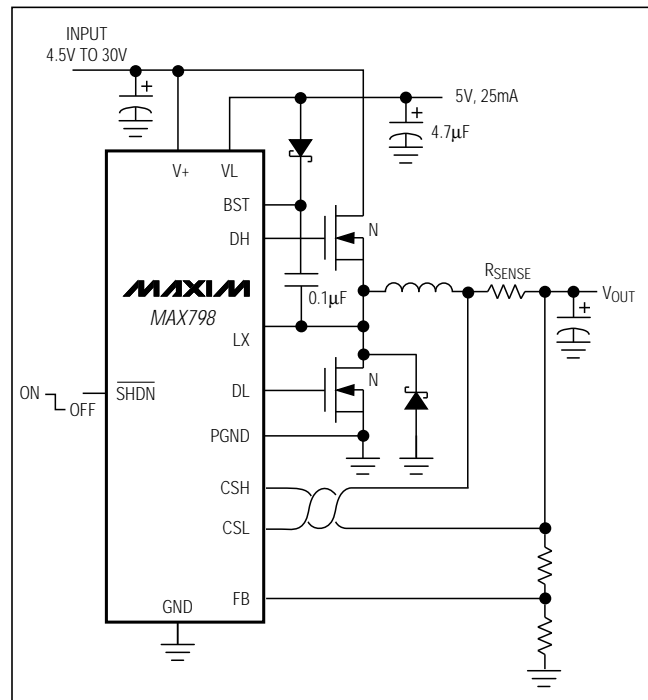 INPUT
4.5V TO 30V
5V, 25mA
4.7µF
V+
VL
BST
DH
N
RSENSE
MAXIM
MAX798
0.1µF
VOUT
LX
N
ON
OFF
SHDN
DL
PGND
CSH
CSL
FB
GND